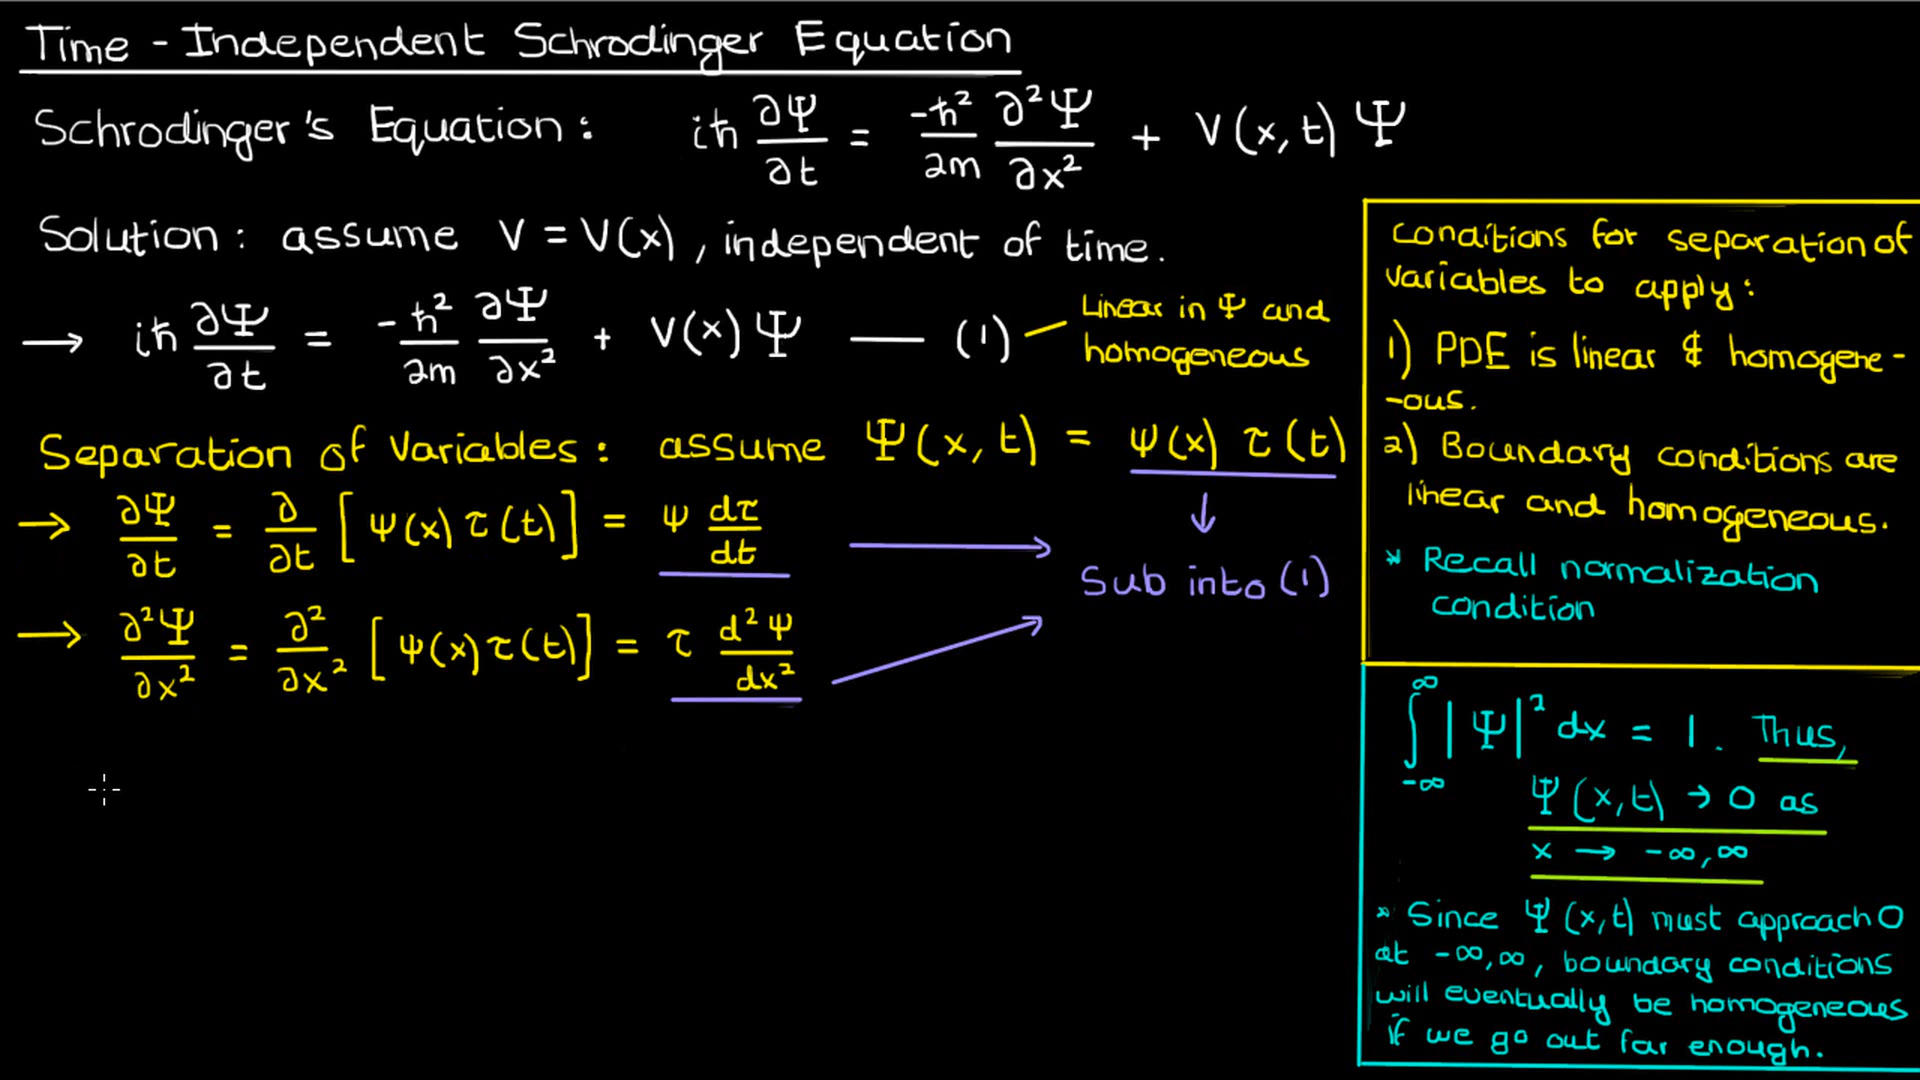 Time - Independent Schrodinger Equation
Schrodinger's Equation: iħ ∂Ψ/∂t = -ħ²/2m ∂²Ψ/∂x² + V(x,t)Ψ
Solution: assume V = V(x), independent of time.
→ iħ ∂Ψ/∂t = -ħ²/2m ∂Ψ/∂x² + V(x)Ψ — (1)
Linear in Ψ and
homogeneous
Separation of Variables: assume Ψ(x,t) = ψ(x) τ(t)
→ ∂Ψ/∂t = ∂/∂t [ψ(x) τ(t)] = ψ dτ/dt
→ ∂²Ψ/∂x² = ∂²/∂x² [ψ(x) τ(t)] = τ d²ψ/dx²
↓
Sub into (1)
conditions for separation of
variables to apply:
1) PDE is linear & homogene-
-ous.
2) Boundary conditions are
linear and homogeneous.
* Recall normalization
condition
∫_{-∞}^{∞} |Ψ|² dx = 1. Thus,
Ψ(x,t) → 0 as
x → -∞,∞
* Since Ψ(x,t) must approach 0
at -∞,∞, boundary conditions
will eventually be homogeneous
if we go out far enough.